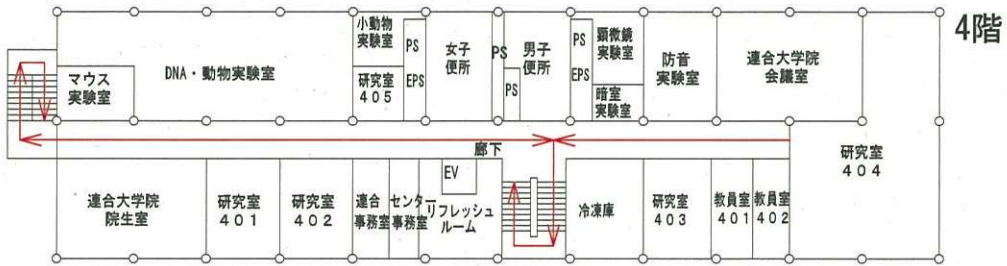 4階
小動物
実験室
PS
女子
便所
PS
男子
便所
PS
顕微鏡
実験室
防音
実験室
連合大学院
会議室
マウス
実験室
DNA・動物実験室
研究室
405
EPS
PS
EPS
暗室
実験室
廊下
研究室
404
連合大学院
院生室
研究室
401
研究室
402
連合
事務室
センター
事務室
EV
リフレッシュ
ルーム
冷凍庫
研究室
403
教員室
401
教員室
402